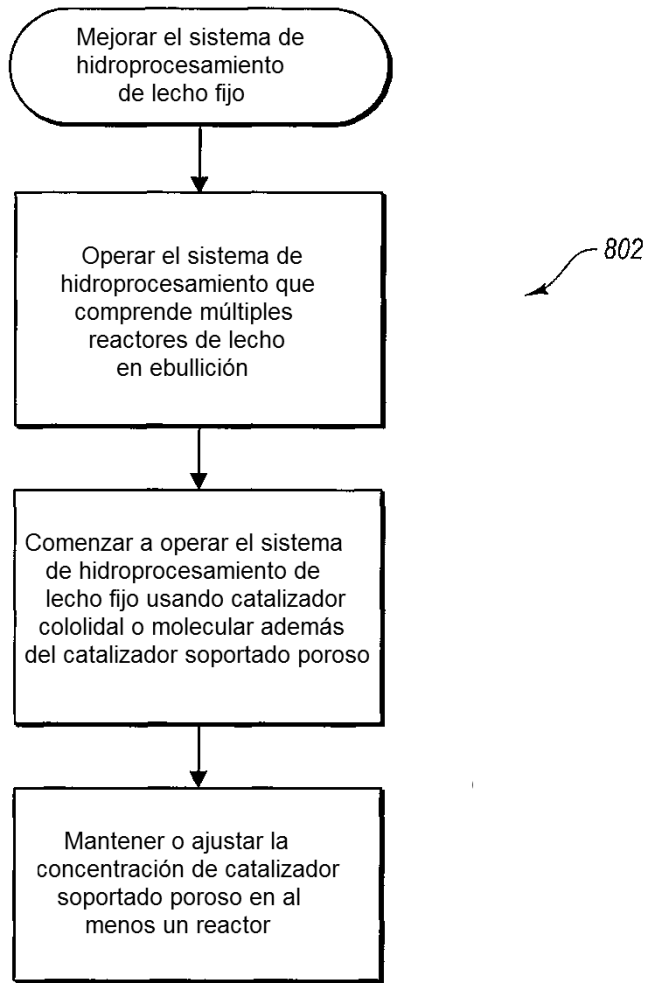 Mejorar el sistema de
hidroprocesamiento
de lecho fijo
Operar el sistema de
hidroprocesamiento que
comprende múltiples
reactores de lecho
en ebullición
802
Comenzar a operar el sistema
de hidroprocesamiento de
lecho fijo usando catalizador
cololidal o molecular además
del catalizador soportado poroso
Mantener o ajustar la
concentración de catalizador
soportado poroso en al
menos un reactor